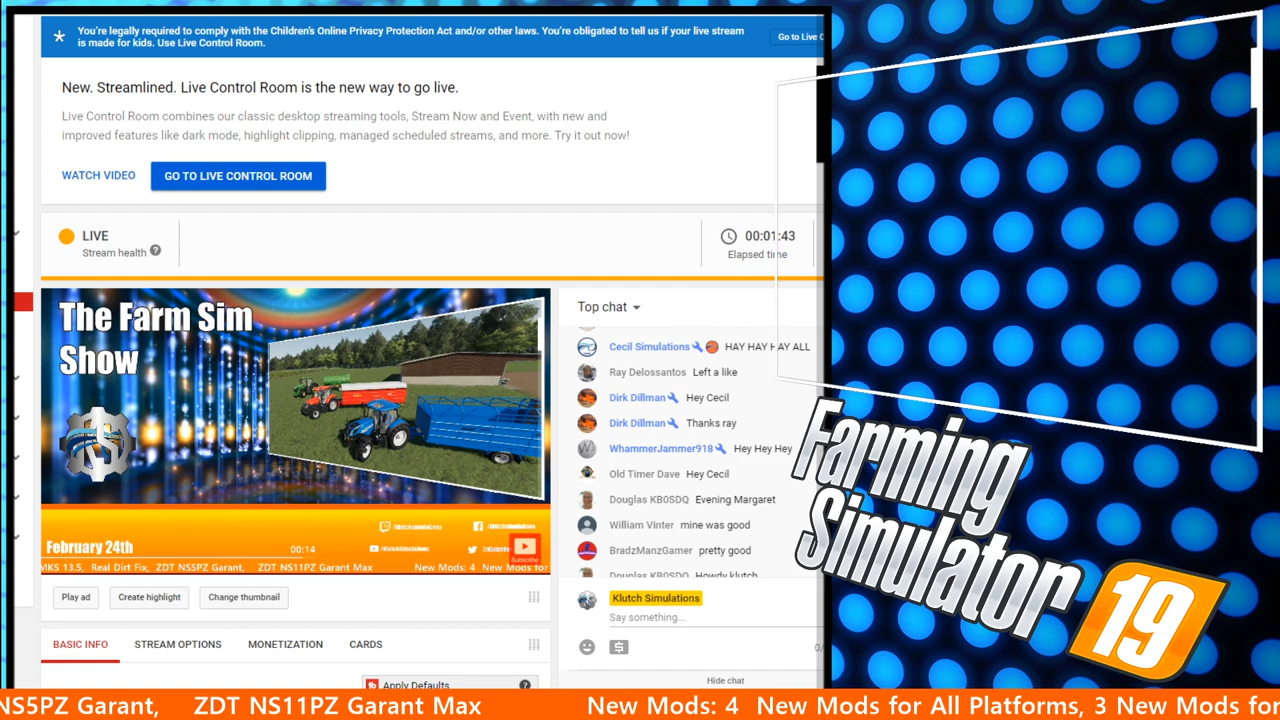 You're legally required to comply with the Children's Online Privacy Protection Act and/or other laws. You're obligated to tell us if your live stream
is made for kids. Use Live Control Room.
Go to Live C
New. Streamlined. Live Control Room is the new way to go live.
Live Control Room combines our classic desktop streaming tools, Stream Now and Event, with new and
improved features like dark mode, highlight clipping, managed scheduled streams, and more. Try it out now!
WATCH VIDEO
GO TO LIVE CONTROL ROOM
LIVE
Stream health
00:01:43
Elapsed time
The Farm Sim
Show
February 24th
00:14
Subscribe
MKS 13.5, Real Dirt Fix, ZDT NS5PZ Garant, ZDT NS11PZ Garant Max New Mods: 4 New Mods for
Play ad
Create highlight
Change thumbnail
BASIC INFO
STREAM OPTIONS
MONETIZATION
CARDS
Apply Defaults
Top chat
Cecil Simulations HAY HAY HAY ALL
Ray Delossantos Left a like
Dirk Dillman Hey Cecil
Dirk Dillman Thanks ray
WhammerJammer918 Hey Hey Hey
Old Timer Dave Hey Cecil
Douglas KB0SDQ Evening Margaret
William Vinter mine was good
BradzManzGamer pretty good
Douglas KB0SDQ Howdy klutch
Klutch Simulations
Say something...
0/
Hide chat
Farming
Simulator
19
NS5PZ Garant, ZDT NS11PZ Garant Max New Mods: 4 New Mods for All Platforms, 3 New Mods for